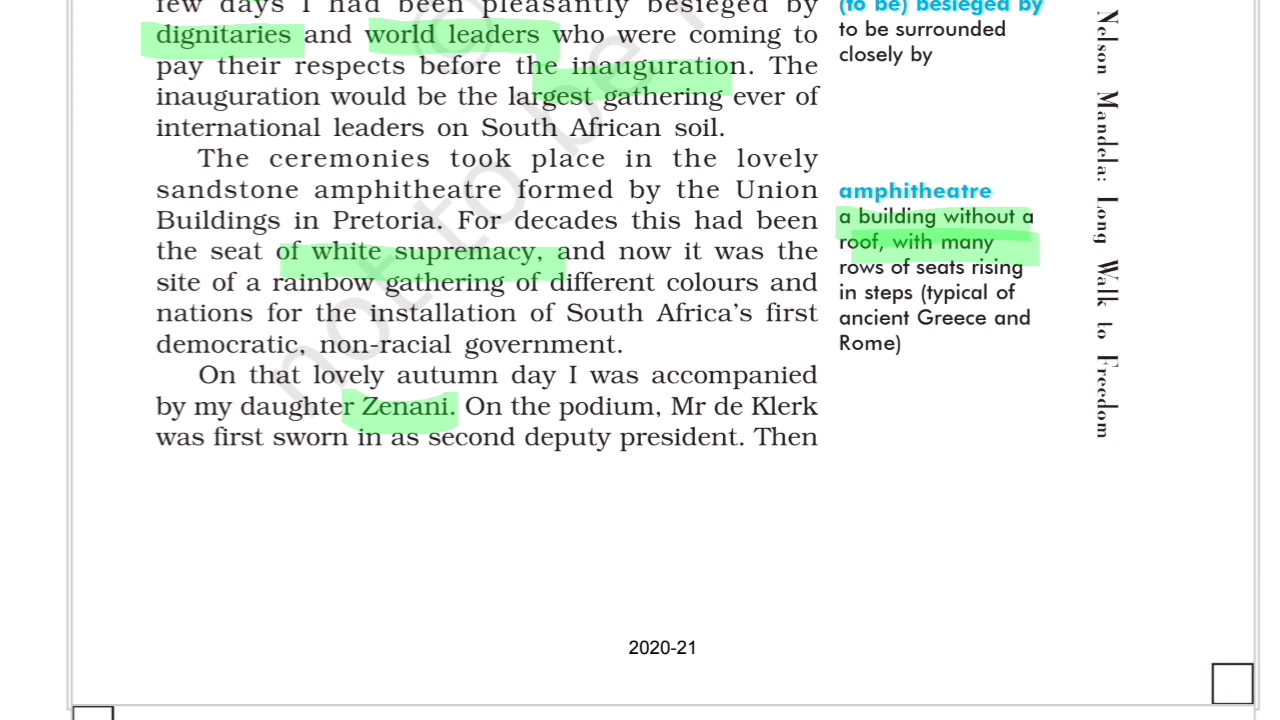 few days I had been pleasantly besieged by
dignitaries and world leaders who were coming to
pay their respects before the inauguration. The
inauguration would be the largest gathering ever of
international leaders on South African soil.
The ceremonies took place in the lovely
sandstone amphitheatre formed by the Union
Buildings in Pretoria. For decades this had been
the seat of white supremacy, and now it was the
site of a rainbow gathering of different colours and
nations for the installation of South Africa's first
democratic, non-racial government.
On that lovely autumn day I was accompanied
by my daughter Zenani. On the podium, Mr de Klerk
was first sworn in as second deputy president. Then
(to be) besieged by
to be surrounded
closely by
amphitheatre
a building without a
roof, with many
rows of seats rising
in steps (typical of
ancient Greece and
Rome)
Nelson Mandela: Long Walk to Freedom
not to be
©
2020-21